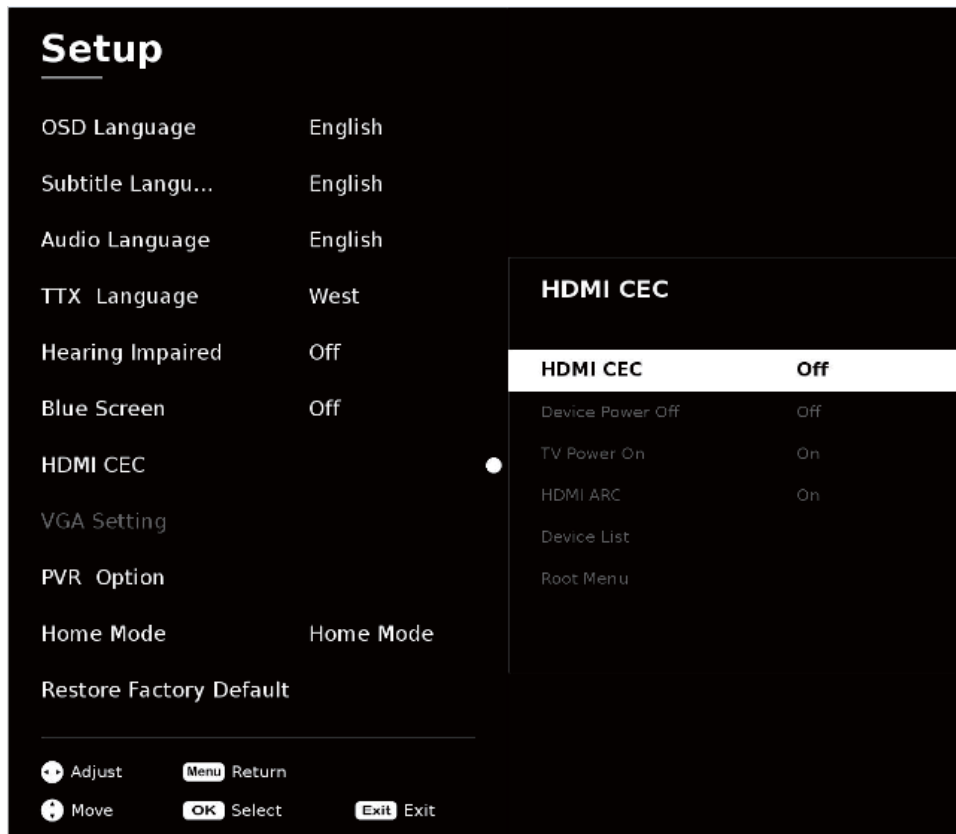 Setup
OSD Language English
Subtitle Langu... English
Audio Language English
TTX Language West
Hearing Impaired Off
Blue Screen Off
HDMI CEC
VGA Setting
PVR Option
Home Mode Home Mode
Restore Factory Default
Adjust Menu Return
Move OK Select Exit Exit
HDMI CEC
HDMI CEC Off
Device Power Off Off
TV Power On On
HDMI ARC On
Device List
Root Menu